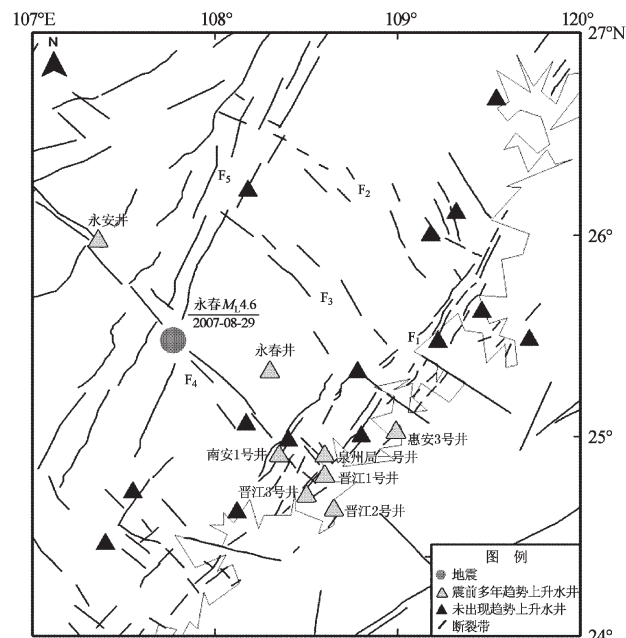 107°E 108° 109° 120°
27°N
N
F₅
F₂
永安井
26°
永春M_L4.6
2007-08-29
F₃
F₁
永春井
F₄
25°
惠安3号井
南安1号井
泉州局一号井
晋江1号井
晋江3号井
晋江2号井
图 例
地震
震前多年趋势上升水井
未出现趋势上升水井
断裂带
24°